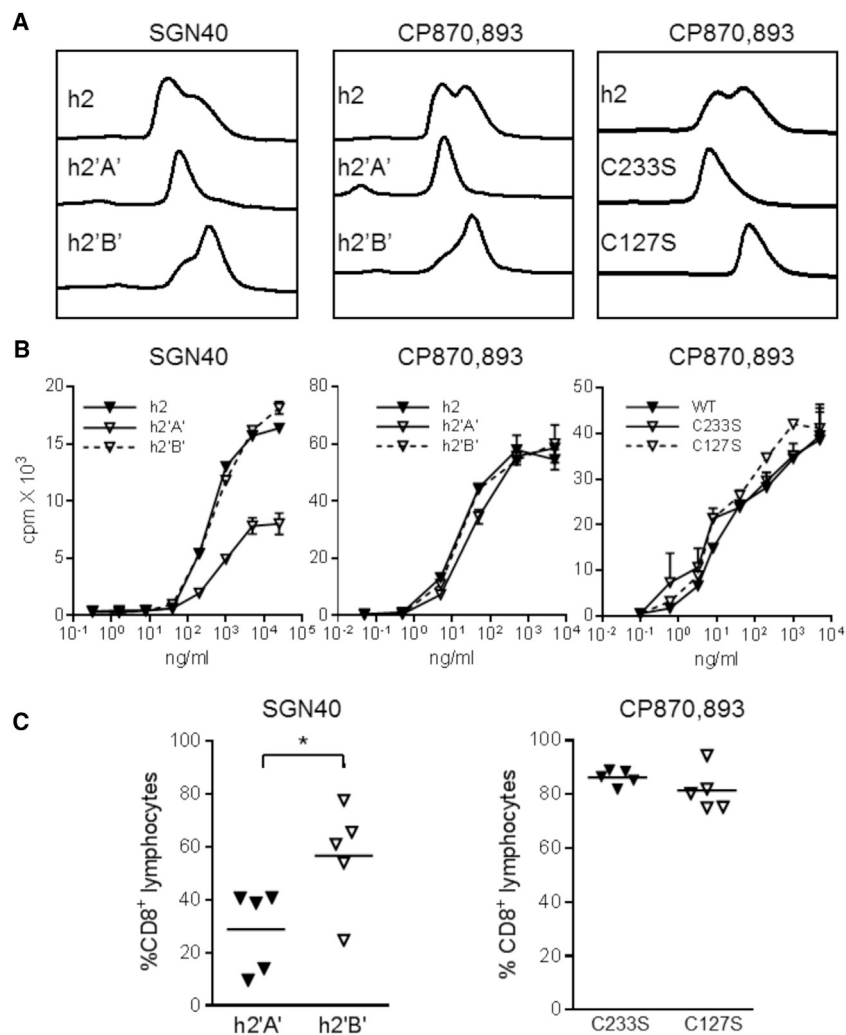 A
SGN40 CP870,893 CP870,893
h2 h2 h2
h2'A' h2'A' C233S
h2'B' h2'B' C127S
B
SGN40 CP870,893 CP870,893
20 80 50
15 60 40
10 40 30
5 20 20
0 0 10
0
cpm X 10³
h2 h2 WT
h2'A' h2'A' C233S
h2'B' h2'B' C127S
10⁻¹ 10⁰ 10¹ 10² 10³ 10⁴ 10⁵ 10⁻² 10⁻¹ 10⁰ 10¹ 10² 10³ 10⁴ 10⁻² 10⁻¹ 10⁰ 10¹ 10² 10³ 10⁴
ng/ml ng/ml ng/ml
C
SGN40 CP870,893
%CD8⁺ lymphocytes
100
80
60
40
20
0
*
h2'A' h2'B'
% CD8⁺ lymphocytes
100
80
60
40
20
0
C233S C127S